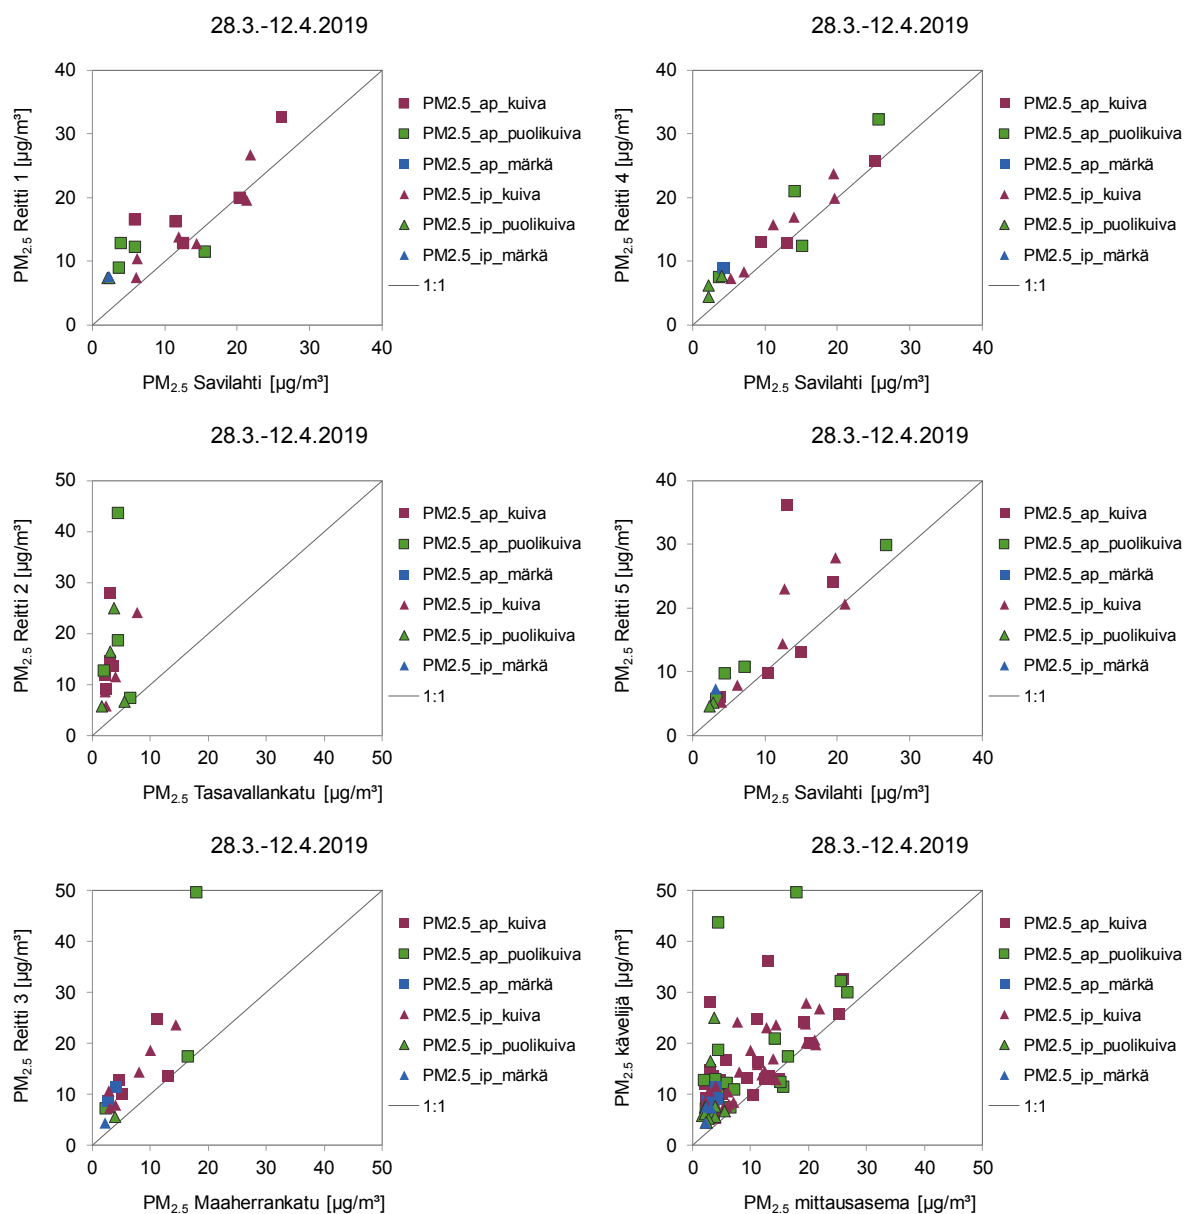 28.3.-12.4.2019
PM2.5 Reitti 1 [µg/m³]
40
30
20
10
0
0 10 20 30 40
PM2.5 Savilahti [µg/m³]
PM2.5_ap_kuiva
PM2.5_ap_puolikuiva
PM2.5_ap_märkä
PM2.5_ip_kuiva
PM2.5_ip_puolikuiva
PM2.5_ip_märkä
1:1
28.3.-12.4.2019
PM2.5 Reitti 4 [µg/m³]
40
30
20
10
0
0 10 20 30 40
PM2.5 Savilahti [µg/m³]
PM2.5_ap_kuiva
PM2.5_ap_puolikuiva
PM2.5_ap_märkä
PM2.5_ip_kuiva
PM2.5_ip_puolikuiva
PM2.5_ip_märkä
1:1
28.3.-12.4.2019
PM2.5 Reitti 2 [µg/m³]
50
40
30
20
10
0
0 10 20 30 40 50
PM2.5 Tasavallankatu [µg/m³]
PM2.5_ap_kuiva
PM2.5_ap_puolikuiva
PM2.5_ap_märkä
PM2.5_ip_kuiva
PM2.5_ip_puolikuiva
PM2.5_ip_märkä
1:1
28.3.-12.4.2019
PM2.5 Reitti 5 [µg/m³]
40
30
20
10
0
0 10 20 30 40
PM2.5 Savilahti [µg/m³]
PM2.5_ap_kuiva
PM2.5_ap_puolikuiva
PM2.5_ap_märkä
PM2.5_ip_kuiva
PM2.5_ip_puolikuiva
PM2.5_ip_märkä
1:1
28.3.-12.4.2019
PM2.5 Reitti 3 [µg/m³]
50
40
30
20
10
0
0 10 20 30 40 50
PM2.5 Maaherrankatu [µg/m³]
PM2.5_ap_kuiva
PM2.5_ap_puolikuiva
PM2.5_ap_märkä
PM2.5_ip_kuiva
PM2.5_ip_puolikuiva
PM2.5_ip_märkä
1:1
28.3.-12.4.2019
PM2.5 kävelijä [µg/m³]
50
40
30
20
10
0
0 10 20 30 40 50
PM2.5 mittausasema [µg/m³]
PM2.5_ap_kuiva
PM2.5_ap_puolikuiva
PM2.5_ap_märkä
PM2.5_ip_kuiva
PM2.5_ip_puolikuiva
PM2.5_ip_märkä
1:1